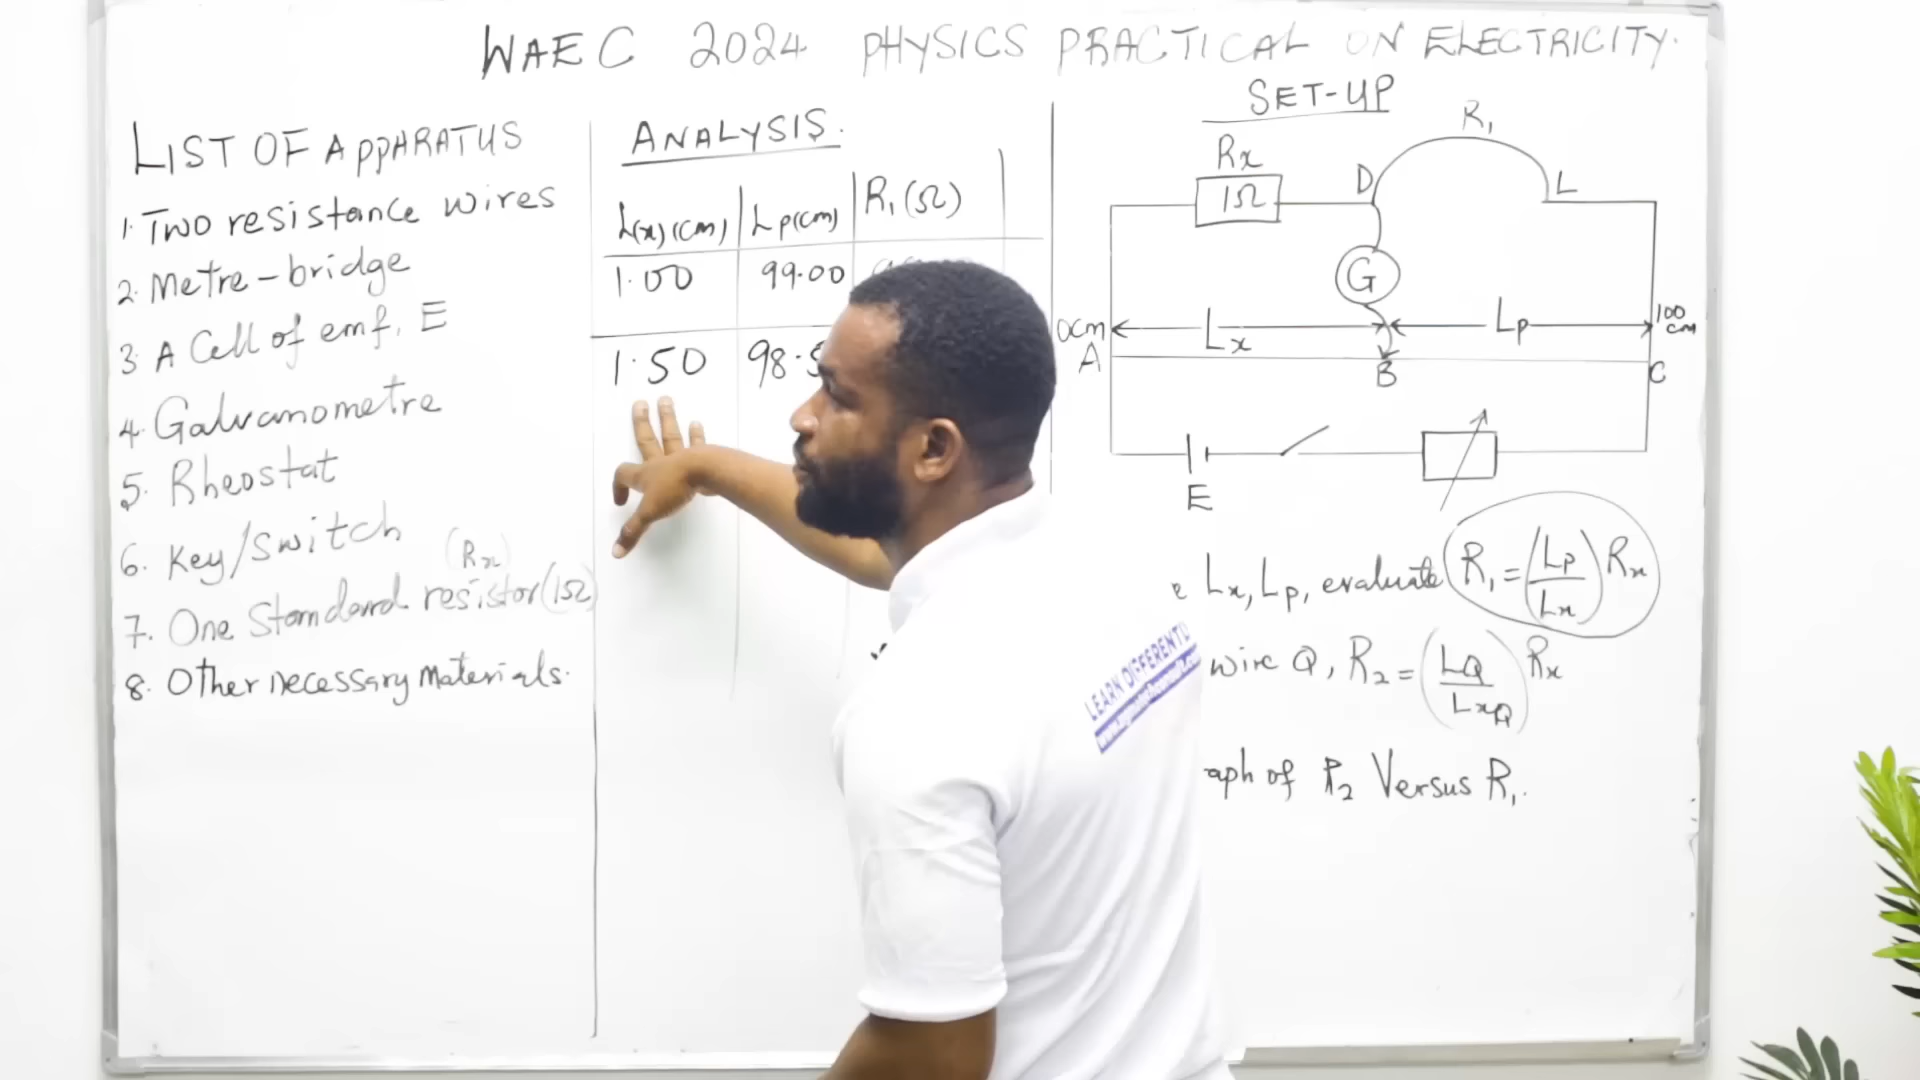 WAEC 2024 PHYSICS PRACTICAL ON ELECTRICITY.
LIST OF APPARATUS
1. Two resistance wires
2. Metre-bridge
3. A Cell of emf, E
4. Galvanometre
5. Rheostat
6. Key/Switch
(Rx)
7. One Standard resistor (1Ω)
8. Other necessary Materials.
ANALYSIS.
L(x)(cm) Lp(cm) R₁(Ω)
1.00 99.00
1.50 98.5
SET-UP
R₁
Rx
1Ω
D
L
G
0cm
Lx
Lp
100 cm
A
B
C
E
Lx, Lp, evaluate R₁ = (Lp/Lx) Rx
wire Q, R₂ = (LQ/LxQ) Rx
aph of R₂ Versus R₁.
LEARN DIFFERENTL